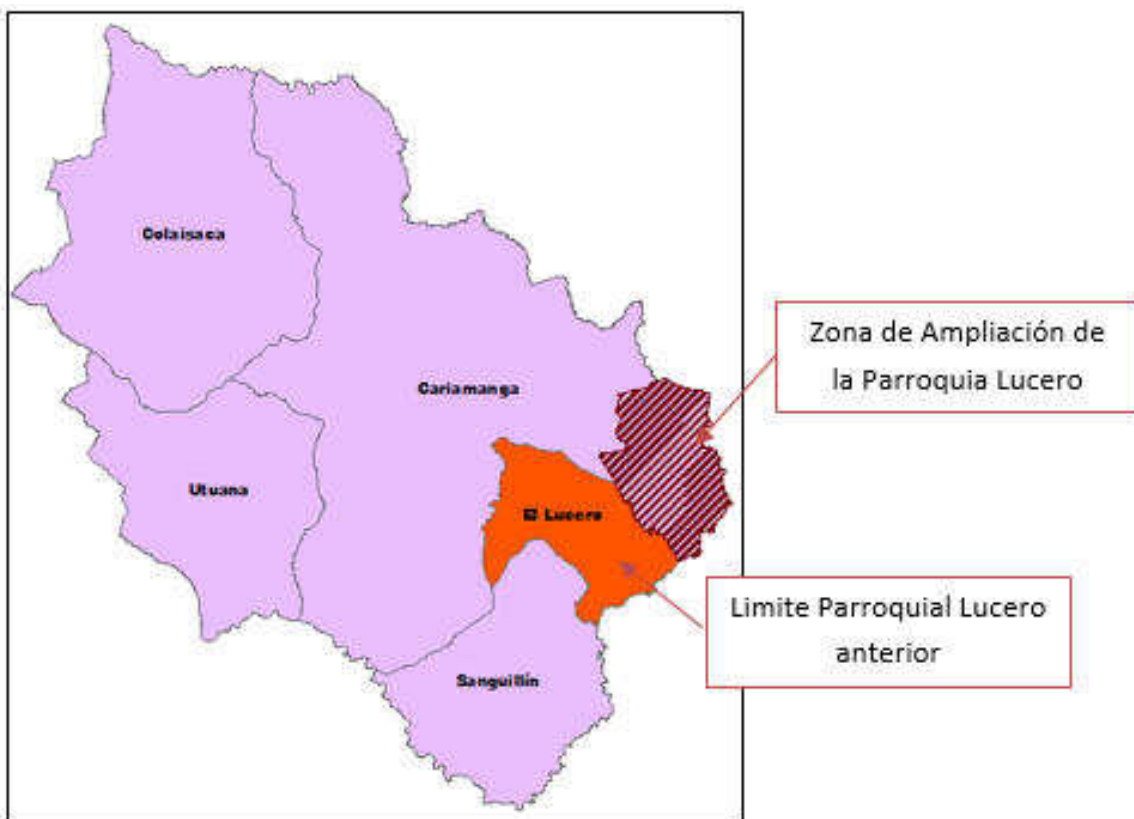 Colaisaca
Zona de Ampliación de
la Parroquia Lucero
Cariamanga
Utuana
El Lucero
Limite Parroquial Lucero
anterior
Sanguillín